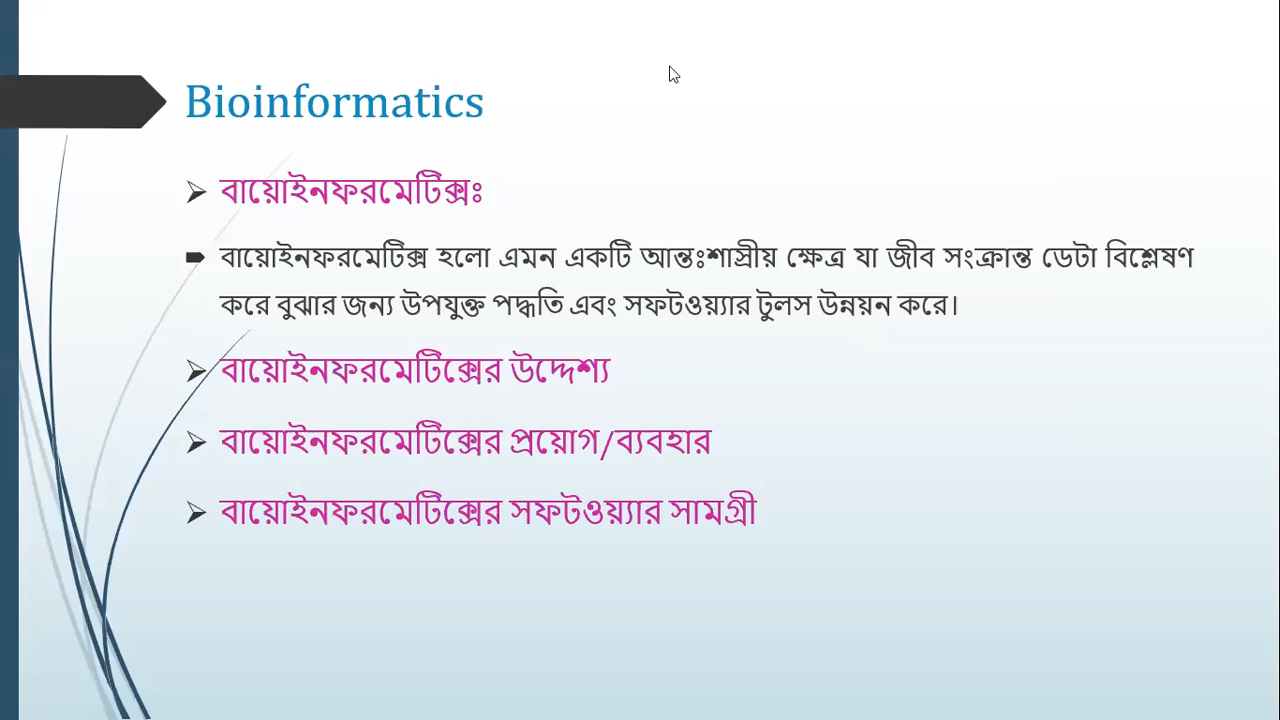 Bioinformatics
বায়োইনফরমেটিক্সঃ
বায়োইনফরমেটিক্স হলো এমন একটি আন্তঃশাস্রীয় ক্ষেত্র যা জীব সংক্রান্ত ডেটা বিশ্লেষণ
করে বুঝার জন্য উপযুক্ত পদ্ধতি এবং সফটওয়্যার টুলস উন্নয়ন করে।
বায়োইনফরমেটিক্সের উদ্দেশ্য
বায়োইনফরমেটিক্সের প্রয়োগ/ব্যবহার
বায়োইনফরমেটিক্সের সফটওয়্যার সামগ্রী